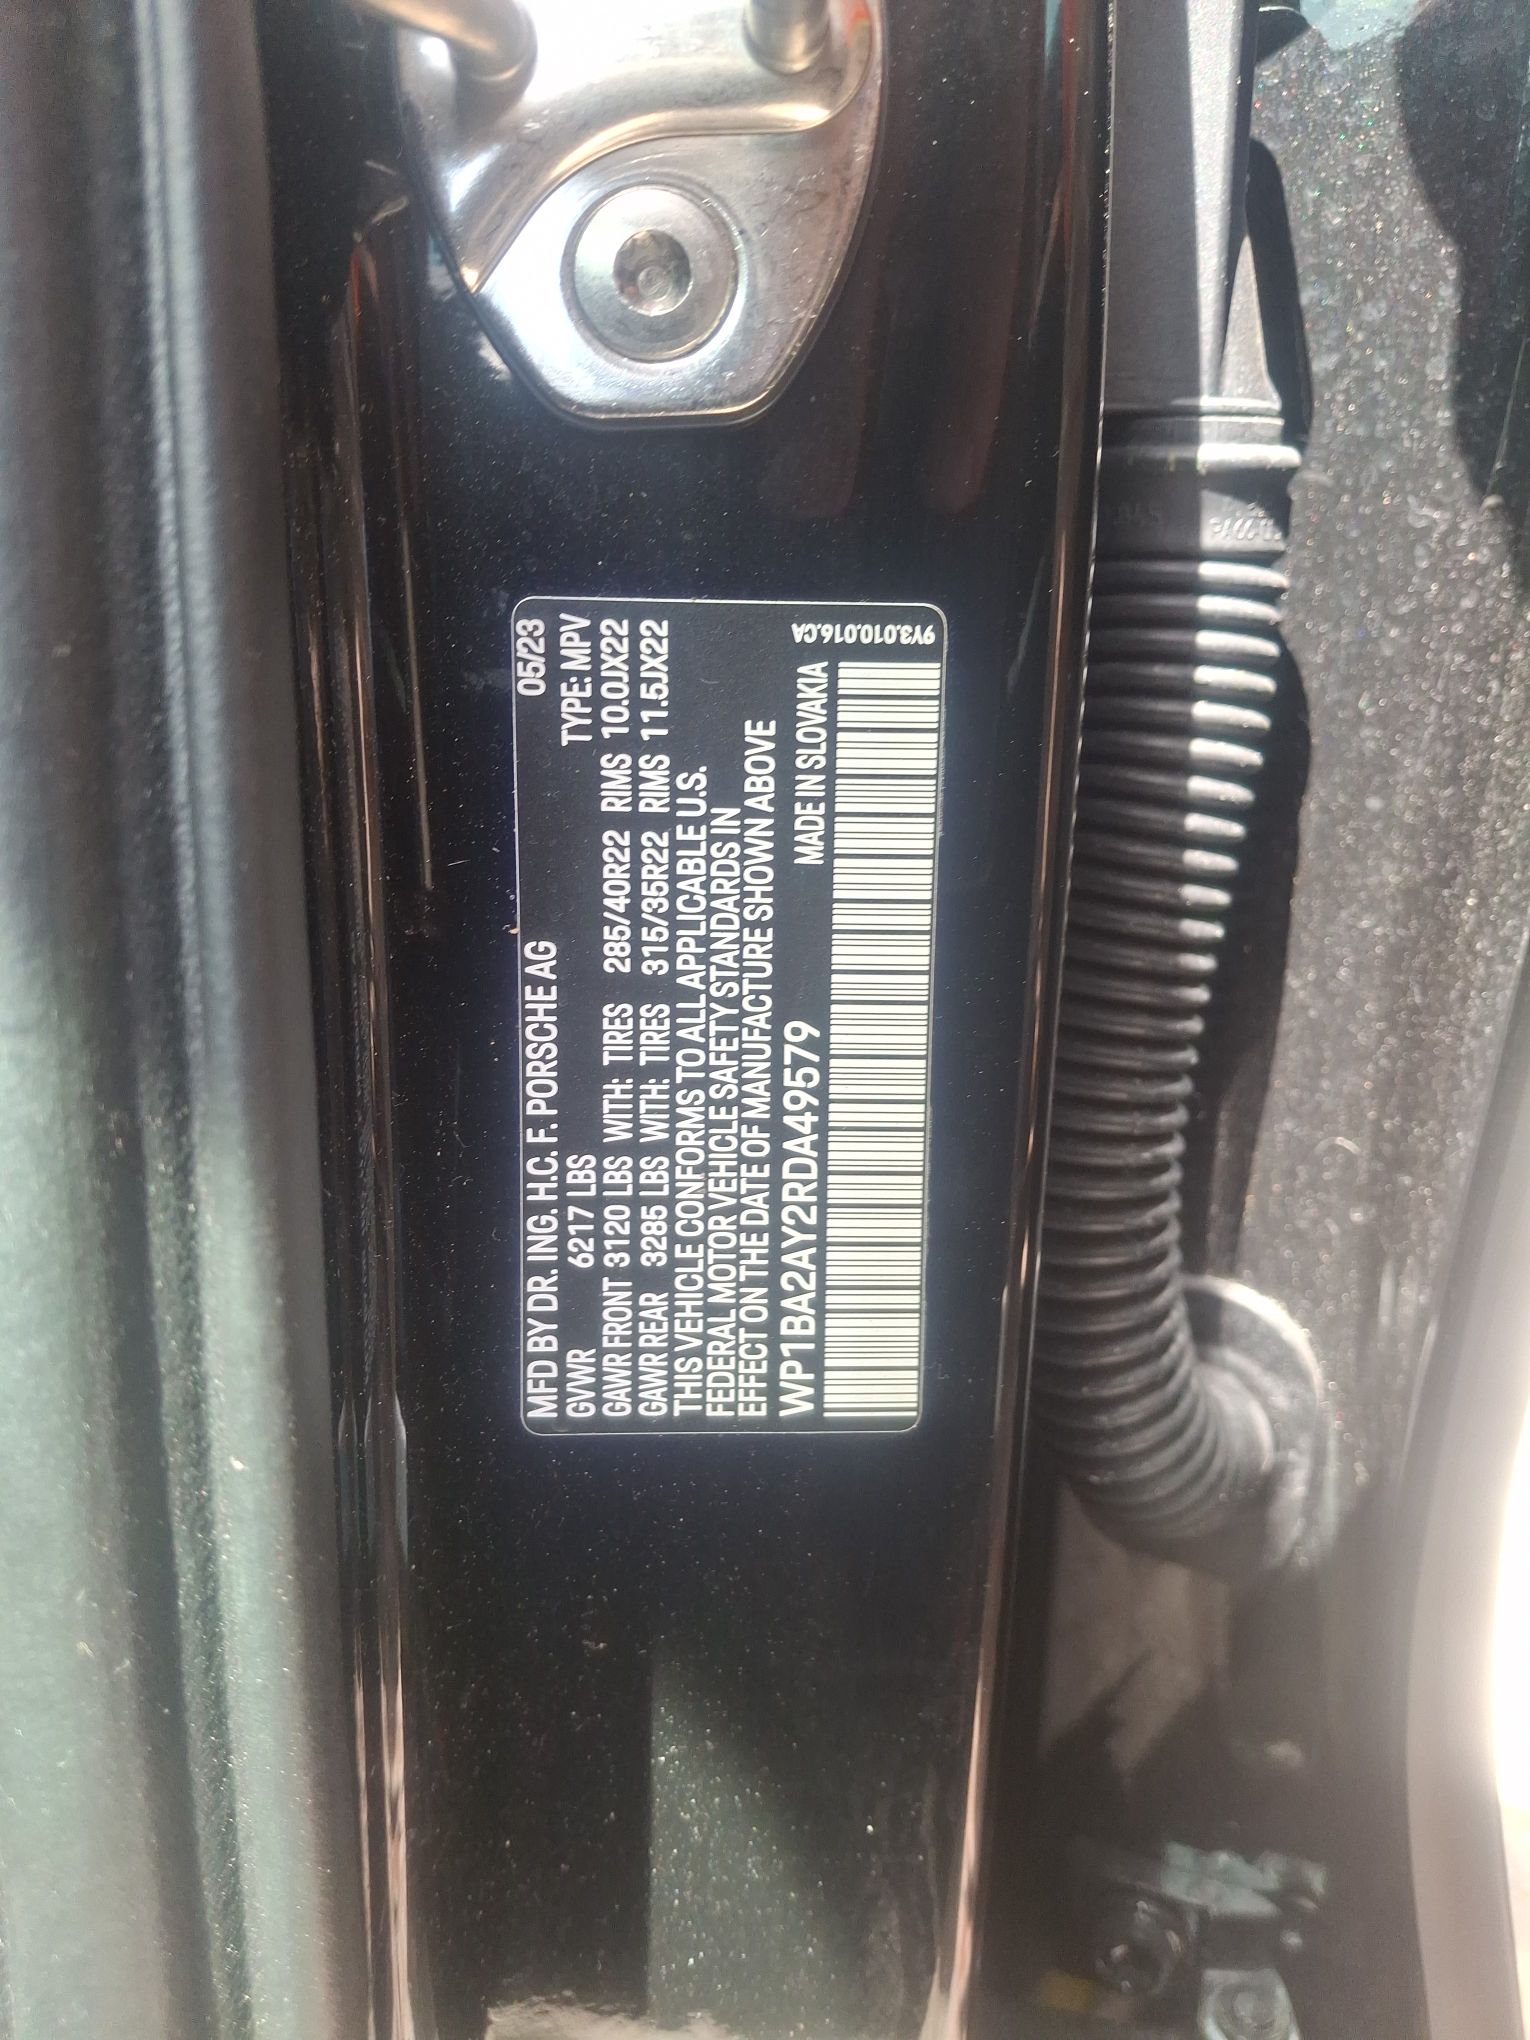 MFD BY DR. ING. H.C. F. PORSCHE AG 05/23
GVWR 6217 LBS TYPE: MPV
GAWR FRONT 3120 LBS WITH: TIRES 285/40R22 RIMS 10.0JX22
GAWR REAR 3285 LBS WITH: TIRES 315/35R22 RIMS 11.5JX22
THIS VEHICLE CONFORMS TO ALL APPLICABLE U.S.
FEDERAL MOTOR VEHICLE SAFETY STANDARDS IN
EFFECT ON THE DATE OF MANUFACTURE SHOWN ABOVE
WP1BA2AY2RDA49579 MADE IN SLOVAKIA
9Y3.010.016.CA